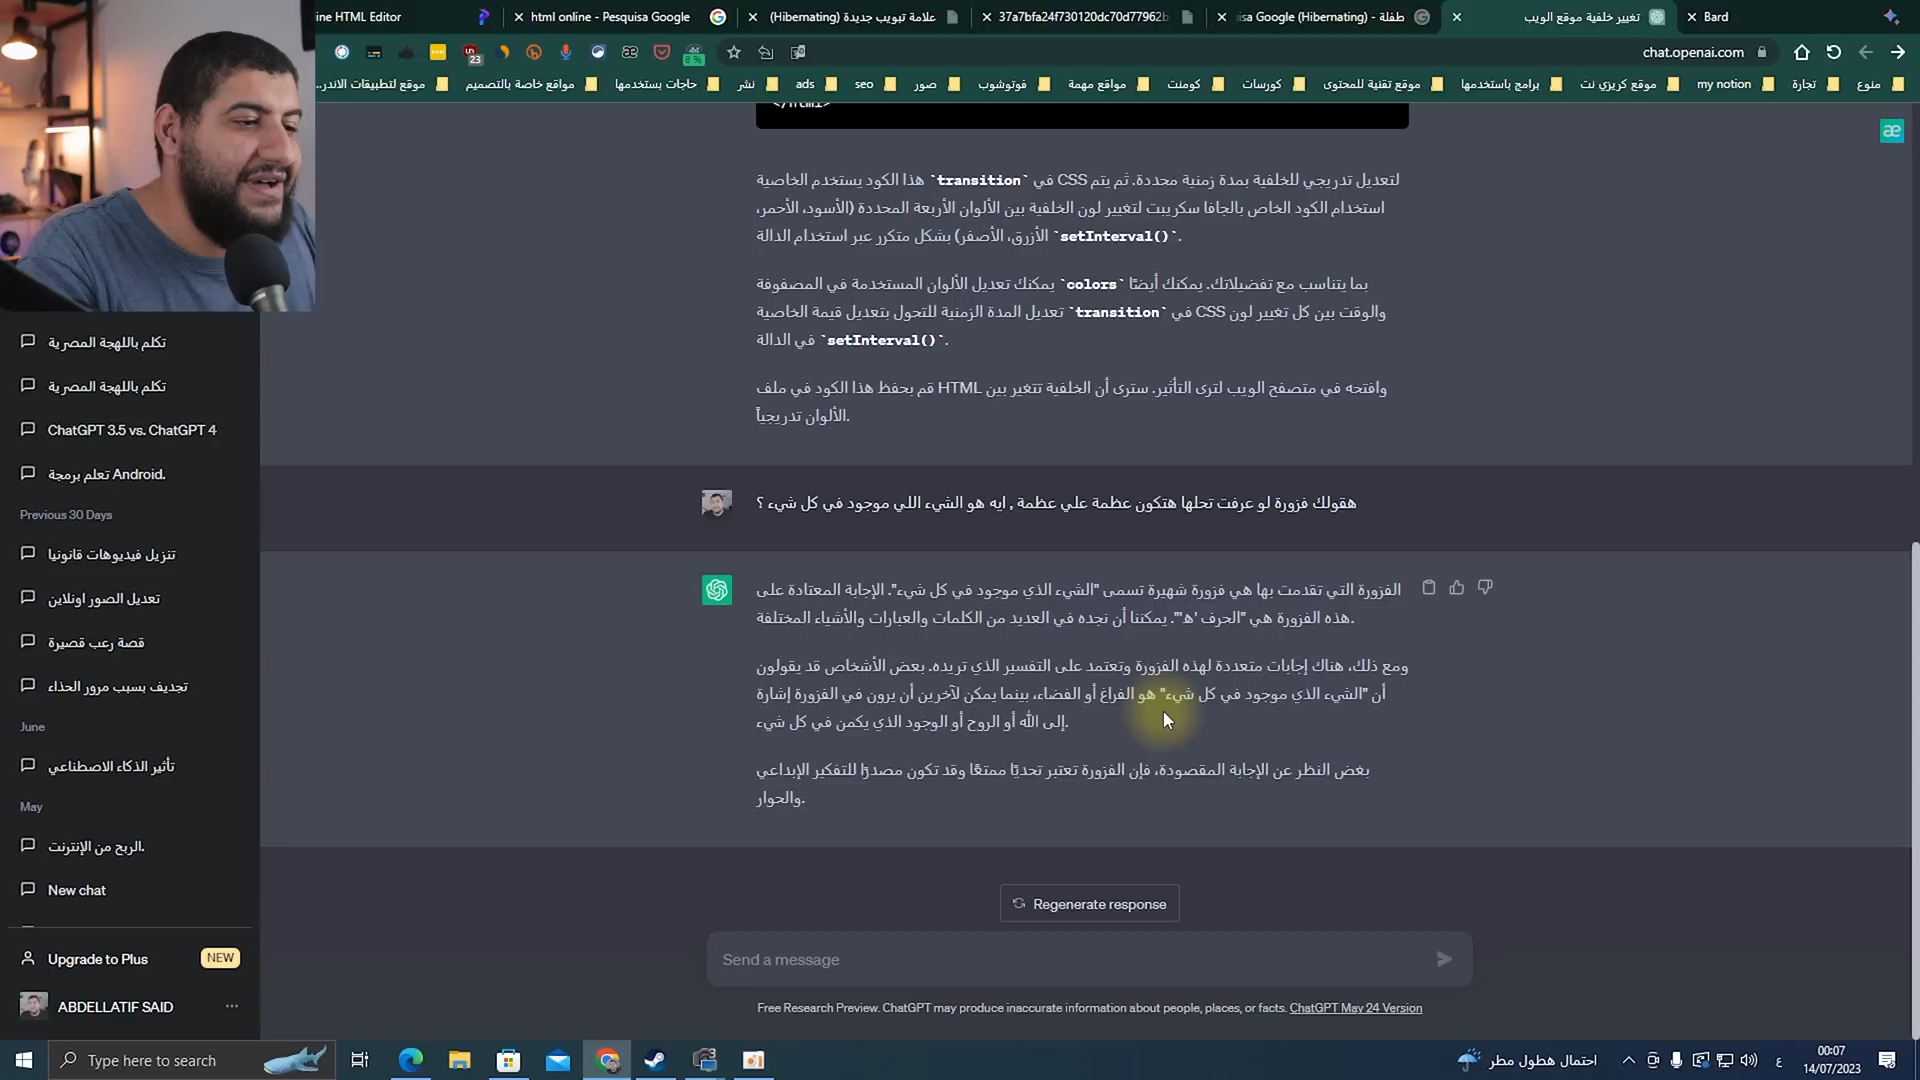 ine HTML Editor
html online - Pesquisa Google
علامة تبويب جديدة (Hibernating)
37a7bfa24f730120dc70d77962b
طفلة - isa Google (Hibernating)
تغيير خلفية موقع الويب
Bard
23
8 %
chat.openai.com
موقع لتطبيقات الاندر..
مواقع خاصة بالتصميم
حاجات بستخدمها
نشر
ads
seo
صور
فوتوشوب
مواقع مهمة
كومنت
كورسات
موقع تقنية للمحتوى
برامج باستخدمها
موقع كريزي نت
my notion
تجارة
منوع
</html>
æ
لتعديل تدريجي للخلفية بمدة زمنية محددة. ثم يتم CSS في `transition` هذا الكود يستخدم الخاصية
استخدام الكود الخاص بالجافا سكريبت لتغيير لون الخلفية بين الألوان الأربعة المحددة (الأسود، الأحمر،
الأزرق، الأصفر) بشكل متكرر عبر استخدام الدالة `setInterval()`.
بما يتناسب مع تفضيلاتك. يمكنك أيضًا `colors` يمكنك تعديل الألوان المستخدمة في المصفوفة
والوقت بين كل تغيير لون CSS في `transition` تعديل المدة الزمنية للتحول بتعديل قيمة الخاصية
في الدالة `setInterval()`.
وافتحه في متصفح الويب لترى التأثير. سترى أن الخلفية تتغير بين HTML قم بحفظ هذا الكود في ملف
الألوان تدريجياً.
هقولك فزورة لو عرفت تحلها هتكون عظمة علي عظمة , ايه هو الشيء اللي موجود في كل شيء ؟
الفزورة التي تقدمت بها هي فزورة شهيرة تسمى "الشيء الذي موجود في كل شيء". الإجابة المعتادة على
هذه الفزورة هي "الحرف 'ه'". يمكننا أن نجده في العديد من الكلمات والعبارات والأشياء المختلفة.
ومع ذلك، هناك إجابات متعددة لهذه الفزورة وتعتمد على التفسير الذي تريده. بعض الأشخاص قد يقولون
أن "الشيء الذي موجود في كل شيء" هو الفراغ أو الفضاء، بينما يمكن لآخرين أن يرون في الفزورة إشارة
إلى الله أو الروح أو الوجود الذي يكمن في كل شيء.
بغض النظر عن الإجابة المقصودة، فإن الفزورة تعتبر تحديًا ممتعًا وقد تكون مصدرًا للتفكير الإبداعي
والحوار.
تكلم باللهجة المصرية
تكلم باللهجة المصرية
ChatGPT 3.5 vs. ChatGPT 4
تعلم برمجة Android.
Previous 30 Days
تنزيل فيديوهات قانونيا
تعديل الصور اونلاين
قصة رعب قصيرة
تجديف بسبب مرور الحذاء
June
تأثير الذكاء الاصطناعي
May
الربح من الإنترنت.
New chat
Upgrade to Plus
NEW
ABDELLATIF SAID
Regenerate response
Send a message
Free Research Preview. ChatGPT may produce inaccurate information about people, places, or facts. ChatGPT May 24 Version
Type here to search
احتمال هطول مطر
ع
00:07
14/07/2023